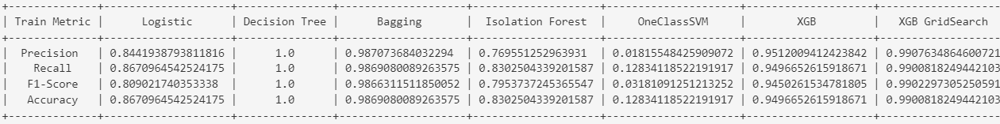 +--------------+--------------------+---------------+--------------------+--------------------+---------------------+--------------------+-------------------
| Train Metric | Logistic | Decision Tree | Bagging | Isolation Forest | OneClassSVM | XGB | XGB GridSearch
+--------------+--------------------+---------------+--------------------+--------------------+---------------------+--------------------+-------------------
| Precision | 0.8441938793811816 | 1.0 | 0.987073684032294 | 0.769551252963931 | 0.01815548425909072 | 0.9512009412423842 | 0.9907634864600721
| Recall | 0.8670964542524175 | 1.0 | 0.9869080089263575 | 0.8302504339201587 | 0.12834118522191917 | 0.9496652615918671 | 0.9900818249442103
| F1-Score | 0.809021740353338 | 1.0 | 0.9866311511850052 | 0.7953737245365547 | 0.03181091251213252 | 0.9450261534781805 | 0.9902297305250591
| Accuracy | 0.8670964542524175 | 1.0 | 0.9869080089263575 | 0.8302504339201587 | 0.12834118522191917 | 0.9496652615918671 | 0.9900818249442103
+--------------+--------------------+---------------+--------------------+--------------------+---------------------+--------------------+-------------------